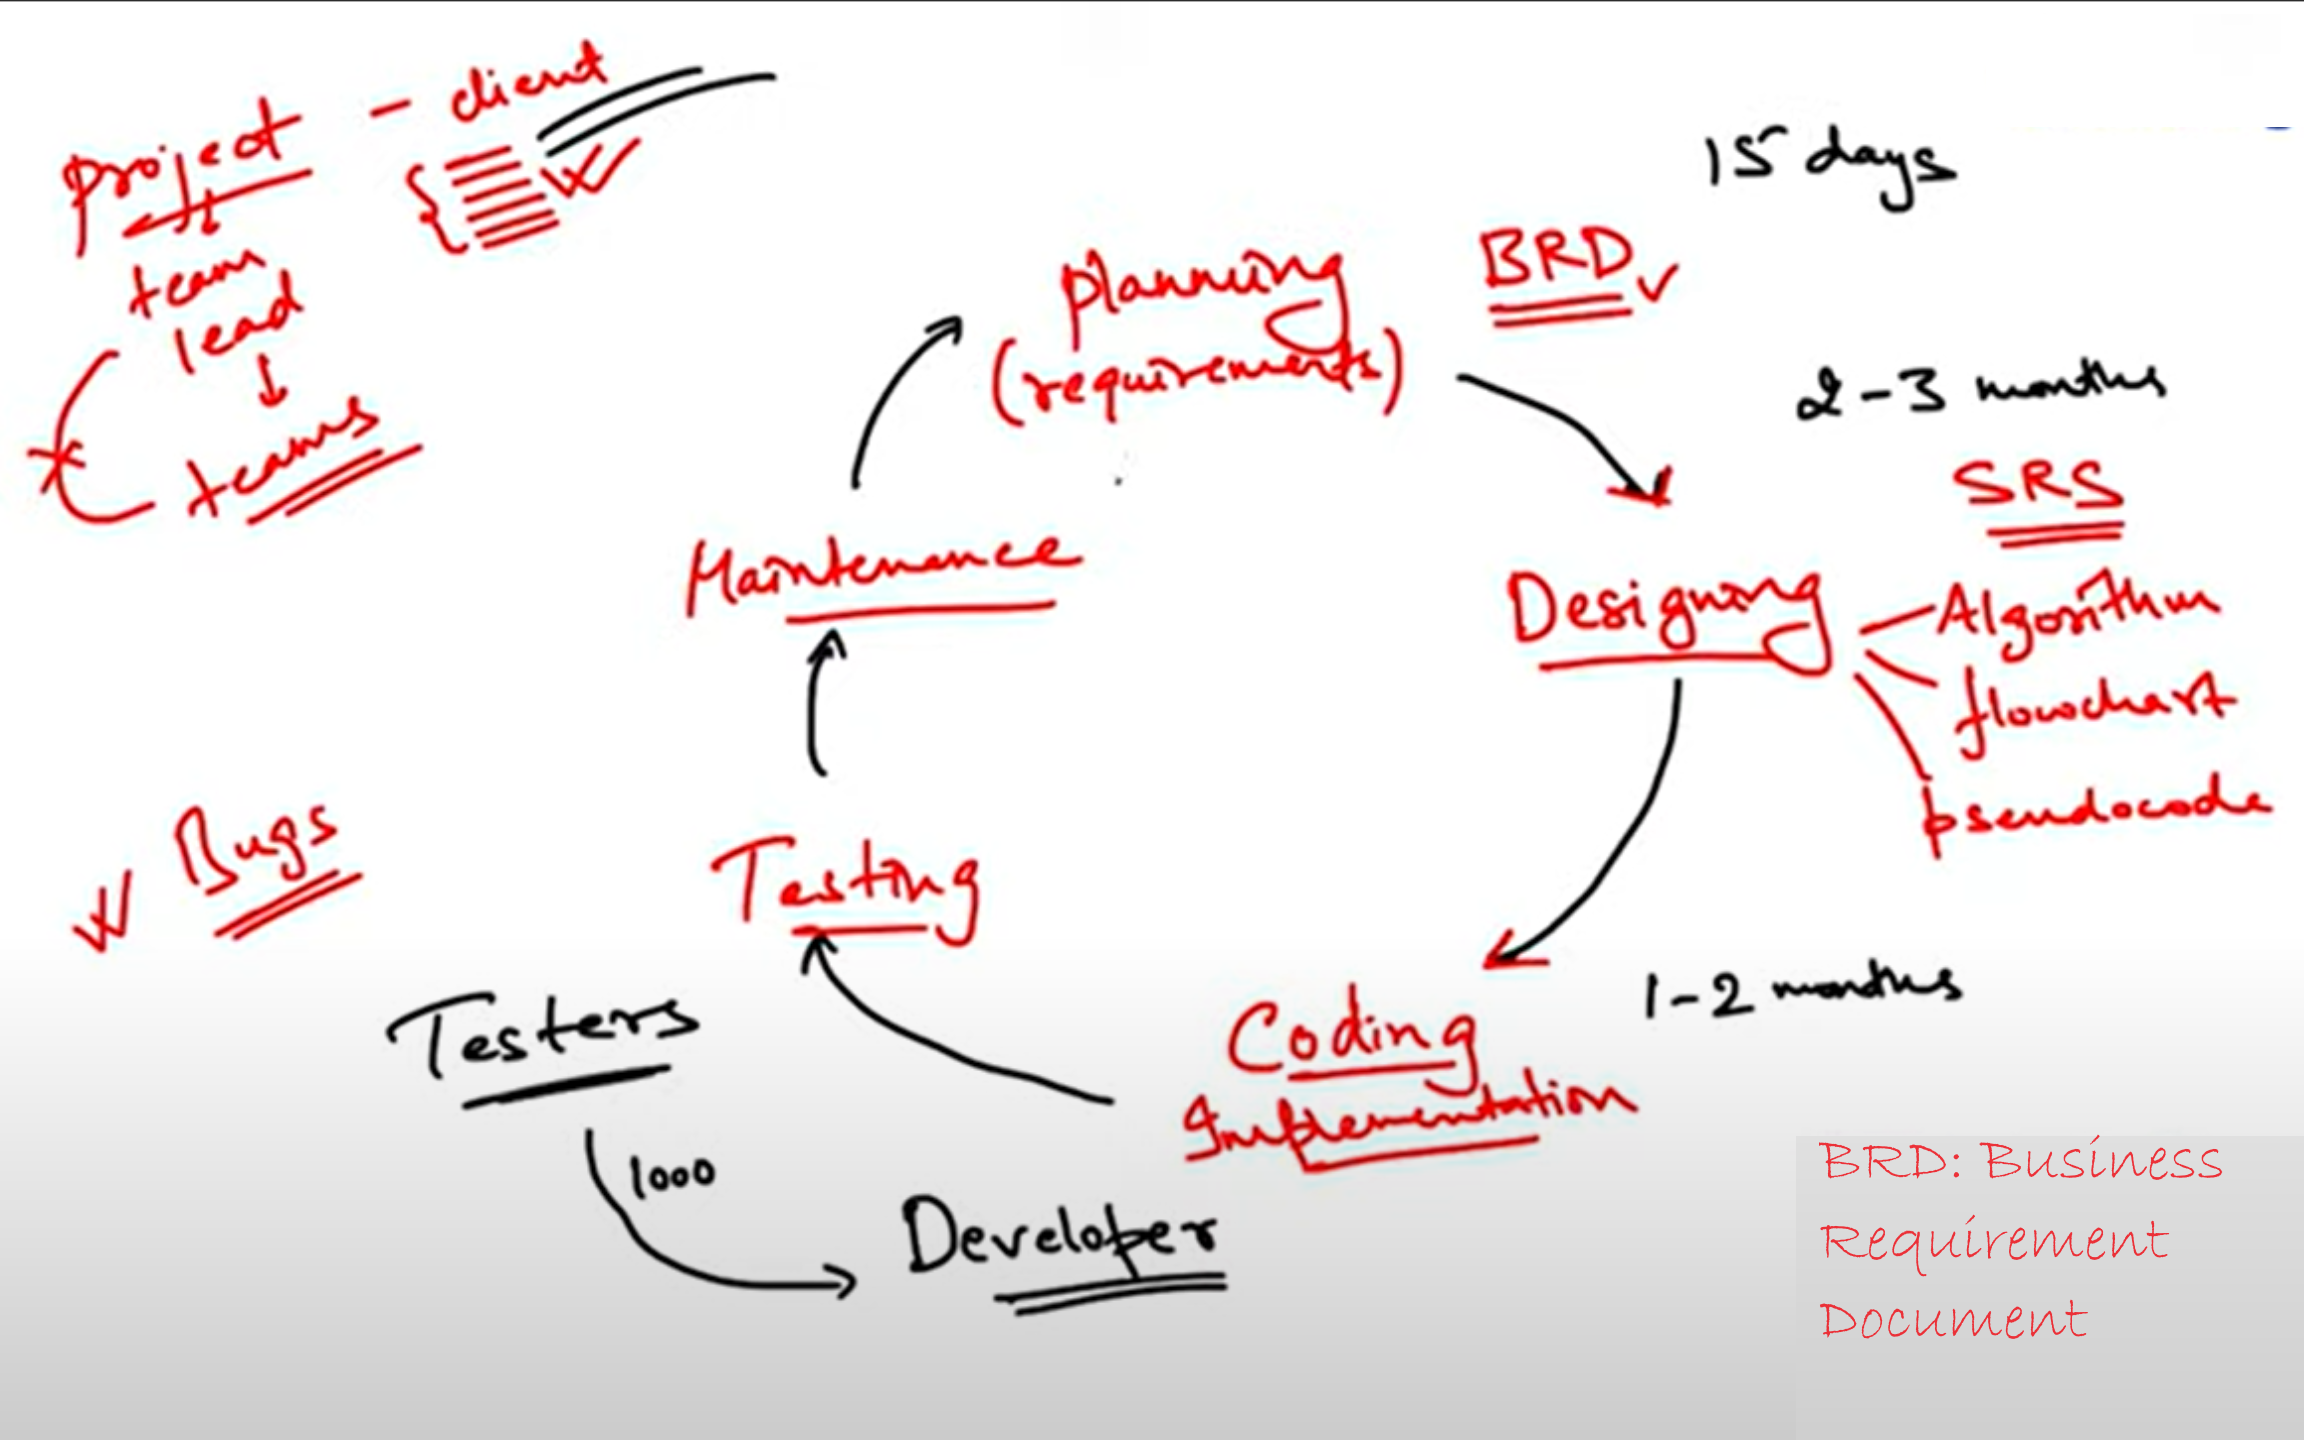 project - client
team
lead
teams
15 days
planning
(requirements)
BRD
2-3 months
SRS
Maintenence
Designing
Algorithm
flowchart
pseudocode
Bugs
Testing
1-2 months
Testers
Coding
Implementation
1000
Developer
BRD: Business
Requirement
Document